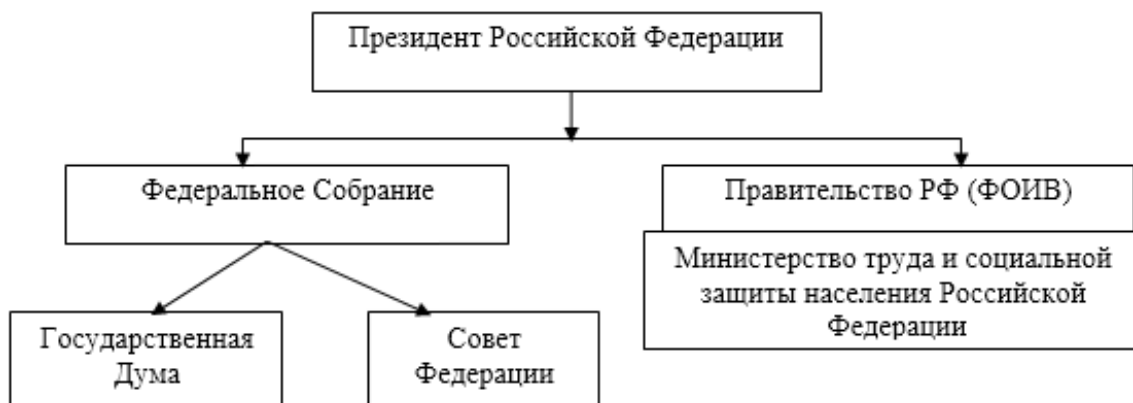 Президент Российской Федерации
Федеральное Собрание
Правительство РФ (ФОИВ)
Министерство труда и социальной
защиты населения Российской
Федерации
Государственная
Дума
Совет
Федерации